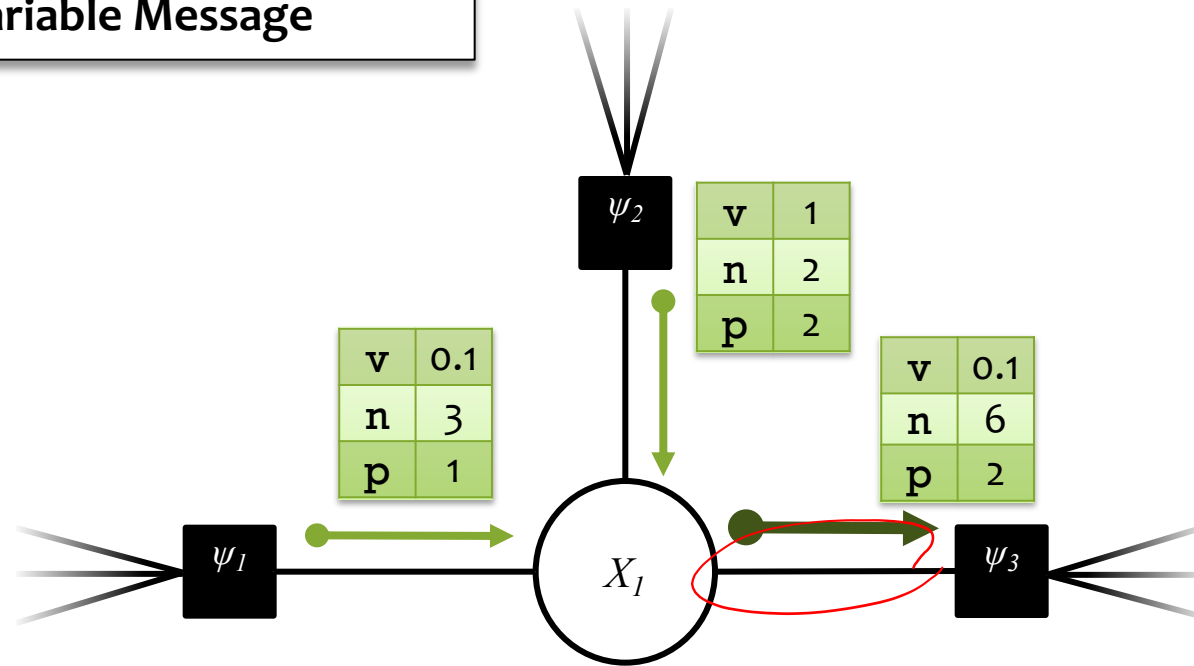 ariable Message
ψ2
v 1
n 2
p 2
v 0.1
n 3
p 1
v 0.1
n 6
p 2
ψ1
X1
ψ3